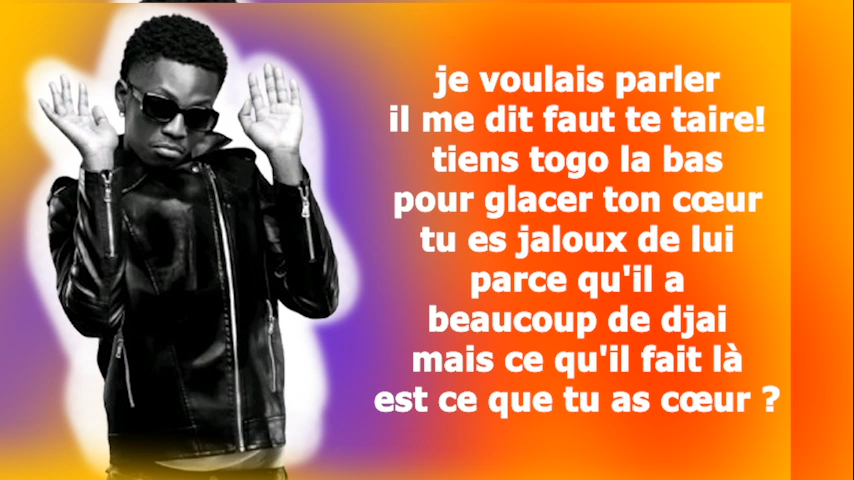 je voulais parler
il me dit faut te taire!
tiens togo la bas
pour glacer ton cœur
tu es jaloux de lui
parce qu'il a
beaucoup de djai
mais ce qu'il fait là
est ce que tu as cœur ?